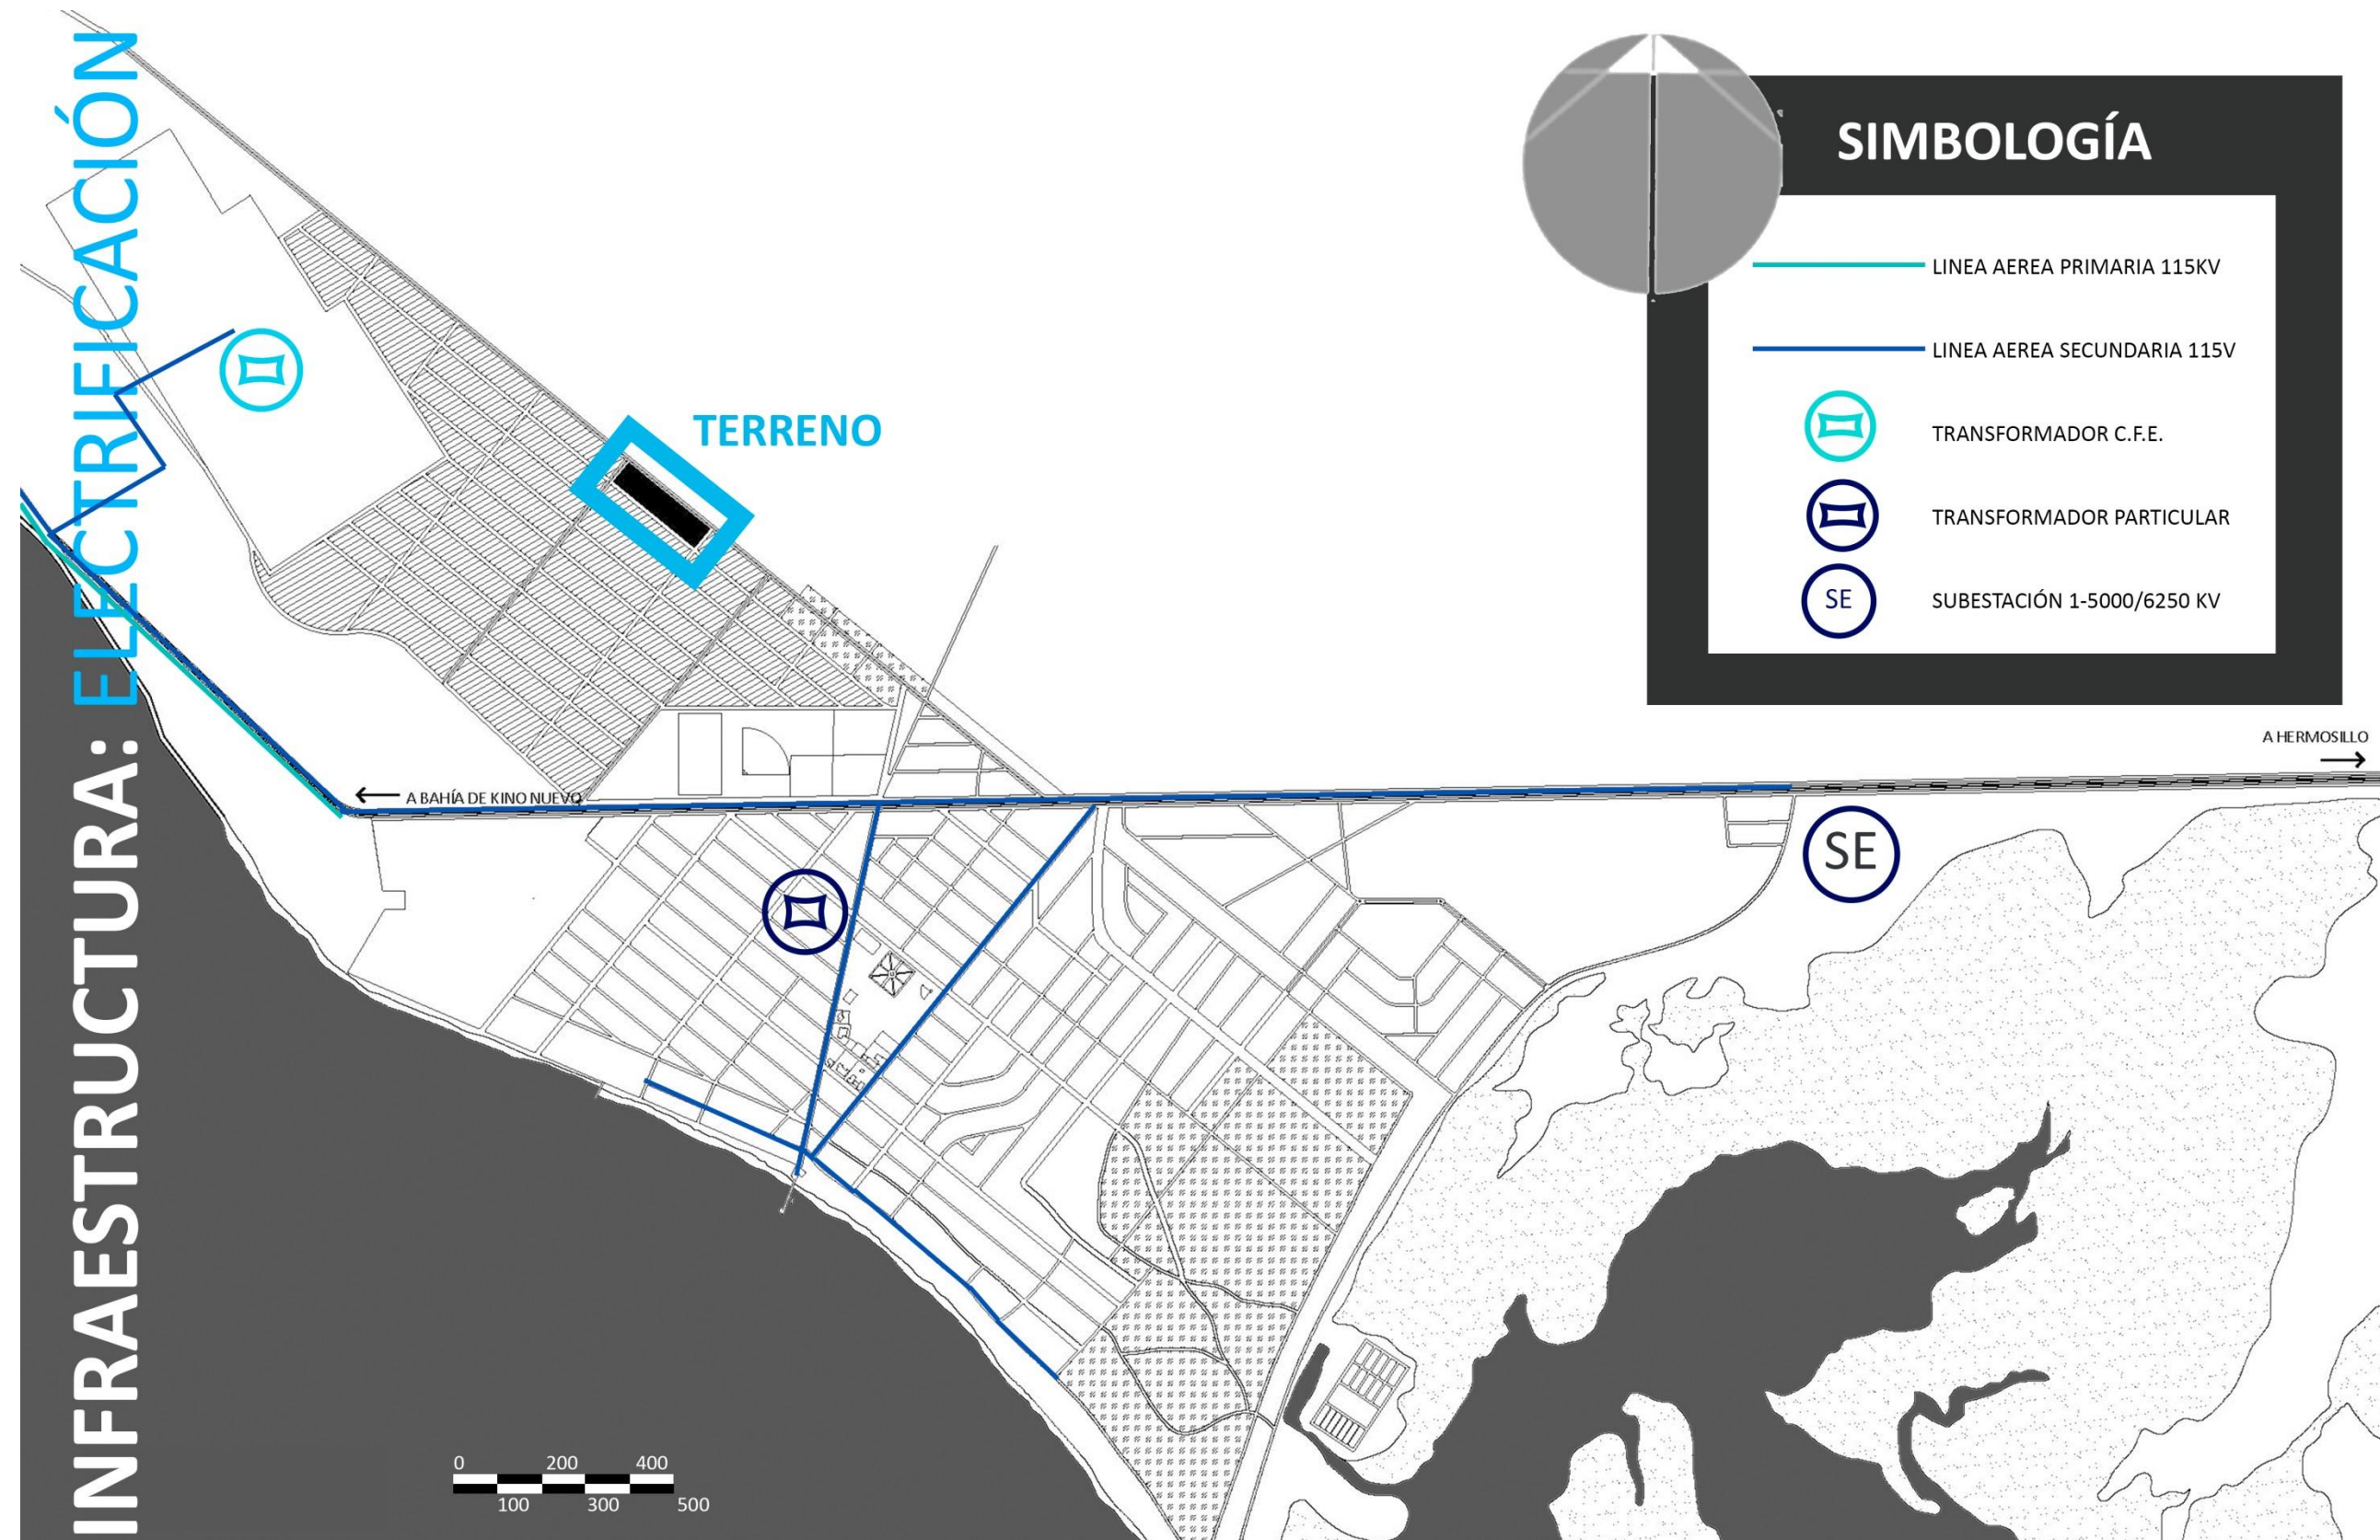 INFRAESTRUCTURA: ELECTRIFICACIÓN
SIMBOLOGÍA
LINEA AEREA PRIMARIA 115KV
LINEA AEREA SECUNDARIA 115V
TRANSFORMADOR C.F.E.
TRANSFORMADOR PARTICULAR
SE
SUBESTACIÓN 1-5000/6250 KV
TERRENO
A HERMOSILLO
A BAHÍA DE KINO NUEVO
SE
0 200 400
100 300 500